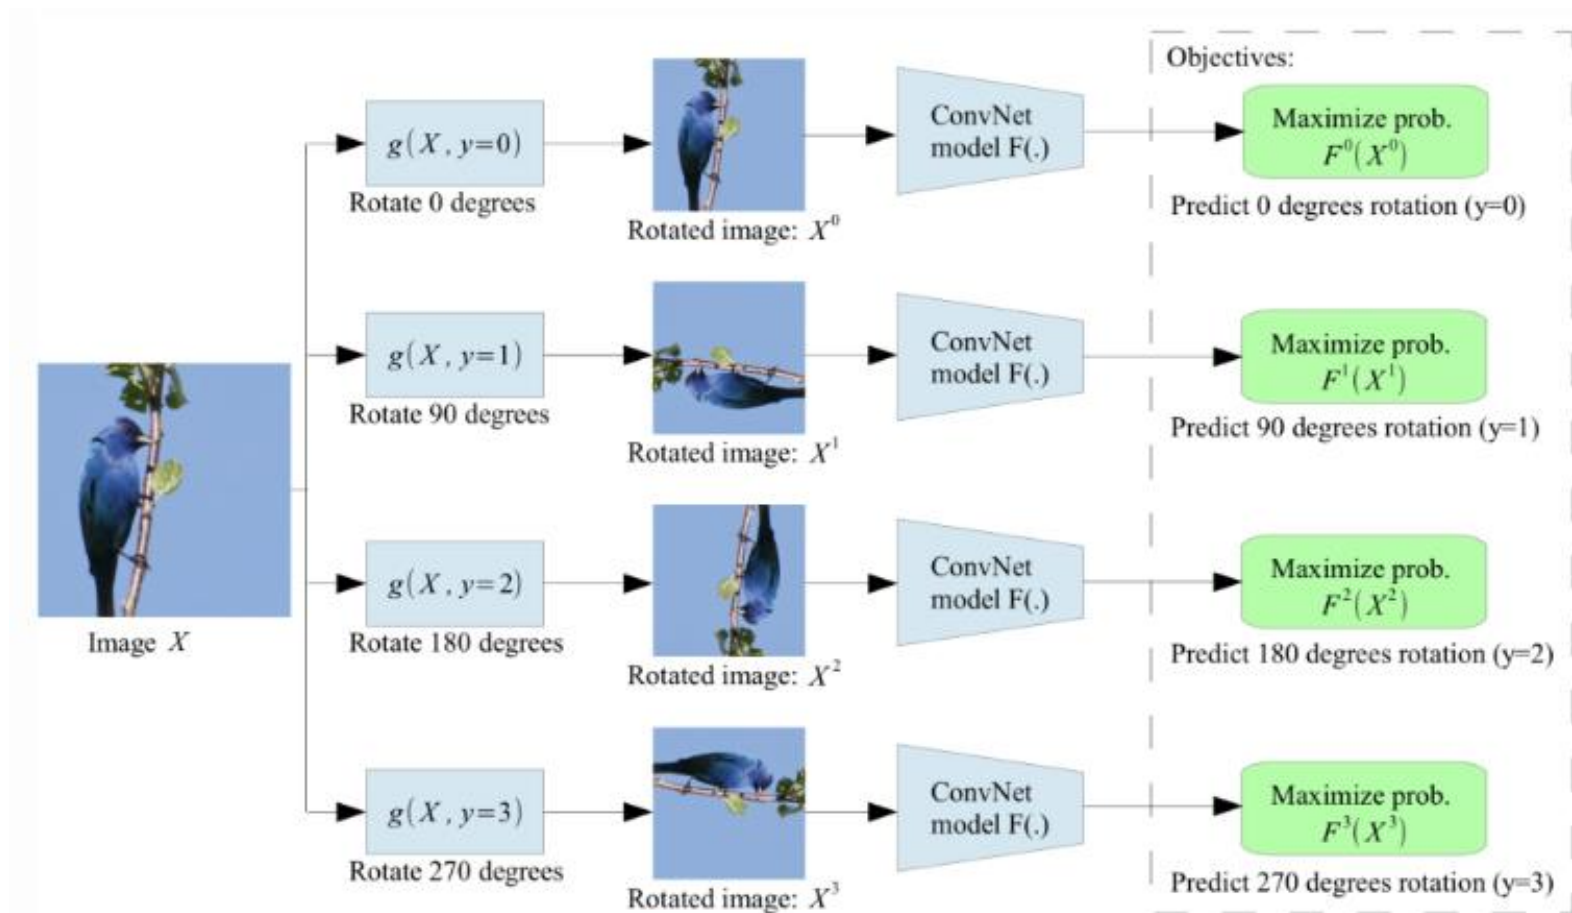 Objectives:
g(X, y=0)
Rotate 0 degrees
Rotated image: X⁰
ConvNet
model F(.)
Maximize prob.
F⁰(X⁰)
Predict 0 degrees rotation (y=0)
g(X, y=1)
Rotate 90 degrees
Rotated image: X¹
ConvNet
model F(.)
Maximize prob.
F¹(X¹)
Predict 90 degrees rotation (y=1)
Image X
g(X, y=2)
Rotate 180 degrees
Rotated image: X²
ConvNet
model F(.)
Maximize prob.
F²(X²)
Predict 180 degrees rotation (y=2)
g(X, y=3)
Rotate 270 degrees
Rotated image: X³
ConvNet
model F(.)
Maximize prob.
F³(X³)
Predict 270 degrees rotation (y=3)